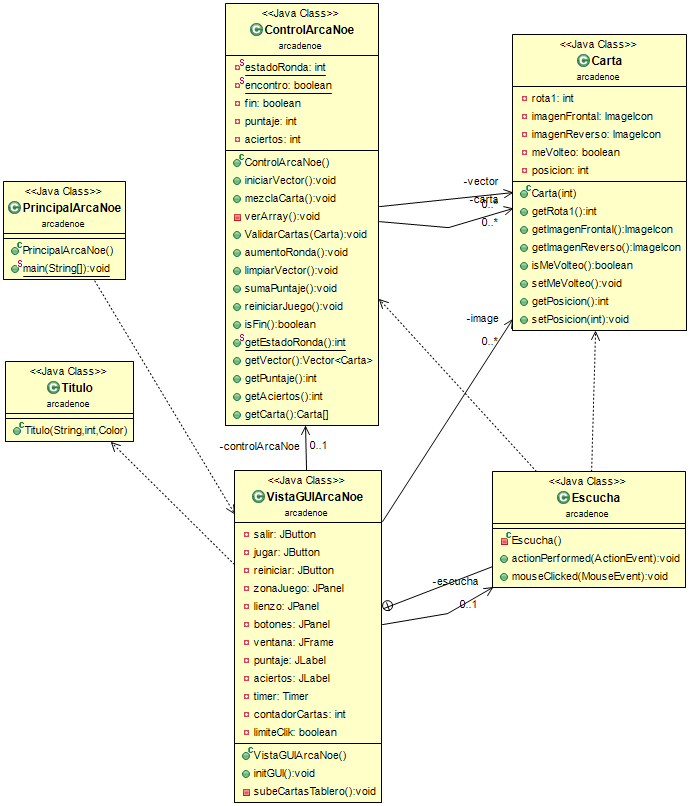 <<Java Class>>
ControlArcaNoe
arcadenoe
estadoRonda: int
encontro: boolean
fin: boolean
puntaje: int
aciertos: int
ControlArcaNoe()
iniciarVector():void
mezclaCarta():void
verArray():void
ValidarCartas(Carta):void
aumentoRonda():void
limpiarVector():void
sumaPuntaje():void
reiniciarJuego():void
isFin():boolean
getEstadoRonda():int
getVector():Vector<Carta>
getPuntaje():int
getAciertos():int
getCarta():Carta[]
<<Java Class>>
Carta
arcadenoe
rota1: int
imagenFrontal: ImageIcon
imagenReverso: ImageIcon
meVolteo: boolean
posicion: int
Carta(int)
getRota1():int
getImagenFrontal():ImageIcon
getImagenReverso():ImageIcon
isMeVolteo():boolean
setMeVolteo():void
getPosicion():int
setPosicion(int):void
-vector
-carta
0..*
-image
0..*
<<Java Class>>
PrincipalArcaNoe
arcadenoe
PrincipalArcaNoe()
main(String[]):void
<<Java Class>>
Titulo
arcadenoe
Titulo(String,int,Color)
-controlArcaNoe
0..1
<<Java Class>>
VistaGUIArcaNoe
arcadenoe
salir: JButton
jugar: JButton
reiniciar: JButton
zonaJuego: JPanel
lienzo: JPanel
botones: JPanel
ventana: JFrame
puntaje: JLabel
aciertos: JLabel
timer: Timer
contadorCartas: int
limiteClik: boolean
VistaGUIArcaNoe()
initGUI():void
subeCartasTablero():void
<<Java Class>>
Escucha
arcadenoe
Escucha()
actionPerformed(ActionEvent):void
mouseClicked(MouseEvent):void
-escucha
0..1